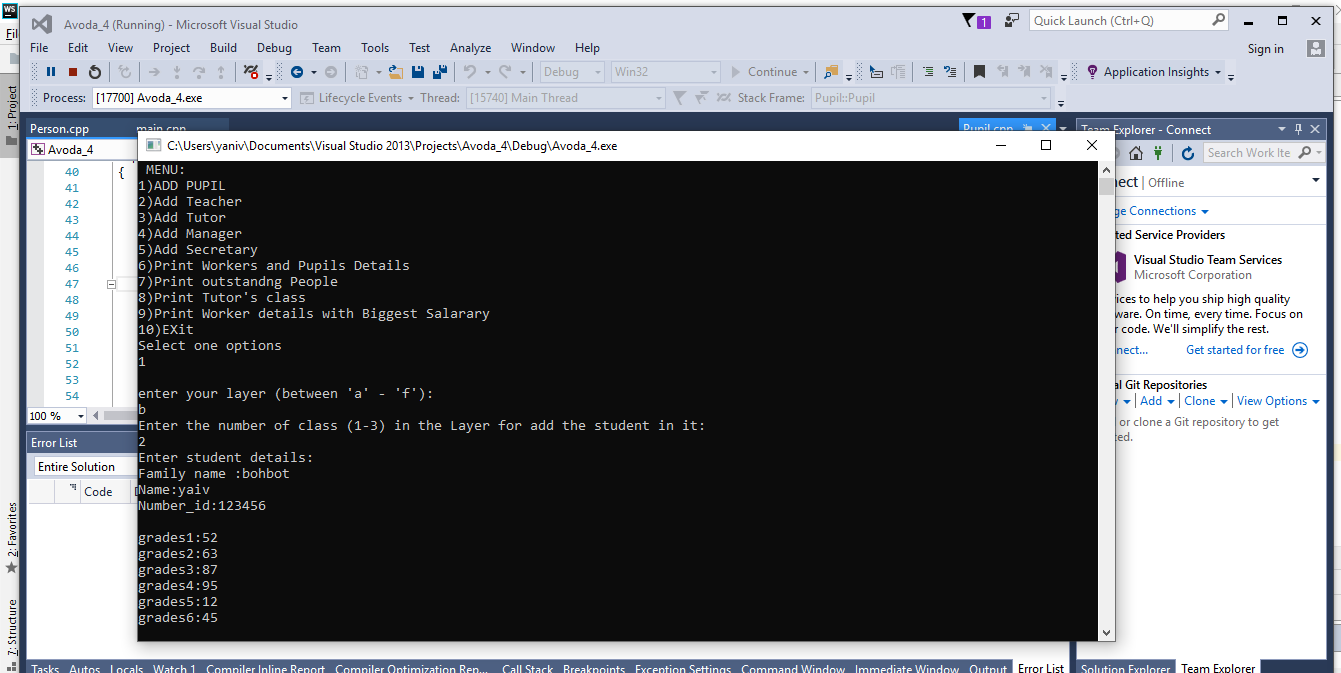 WS
Avoda_4 (Running) - Microsoft Visual Studio
1
Quick Launch (Ctrl+Q)
File Edit View Project Build Debug Team Tools Test Analyze Window Help
Sign in
Debug Win32 Continue Application Insights
Process: [17700] Avoda_4.exe Lifecycle Events Thread: [15740] Main Thread Stack Frame: Pupil::Pupil
1: Project
Person.cpp main.cpp Pupil.cpp
Avoda_4
C:\Users\yaniv\Documents\Visual Studio 2013\Projects\Avoda_4\Debug\Avoda_4.exe
40 {
41
42
43
44
45
46
47
48
49
50
51
52
53
54
100 %
MENU:
1)ADD PUPIL
2)Add Teacher
3)Add Tutor
4)Add Manager
5)Add Secretary
6)Print Workers and Pupils Details
7)Print outstandng People
8)Print Tutor's class
9)Print Worker details with Biggest Salarary
10)EXit
Select one options
1
enter your layer (between 'a' - 'f'):
b
Enter the number of class (1-3) in the Layer for add the student in it:
2
Enter student details:
Family name :bohbot
Name:yaiv
Number_id:123456
grades1:52
grades2:63
grades3:87
grades4:95
grades5:12
grades6:45
Error List
Entire Solution
Code
2: Favorites
7: Structure
Team Explorer - Connect
Search Work Ite
ect | Offline
ge Connections
ted Service Providers
Visual Studio Team Services
Microsoft Corporation
ices to help you ship high quality
ware. On time, every time. Focus on
r code. We'll simplify the rest.
nect... Get started for free
al Git Repositories
Add Clone View Options
or clone a Git repository to get
ted.
Tasks Autos Locals Watch 1 Compiler Inline Report Compiler Optimization Rep... Call Stack Breakpoints Exception Settings Command Window Immediate Window Output Error List
Solution Explorer Team Explorer